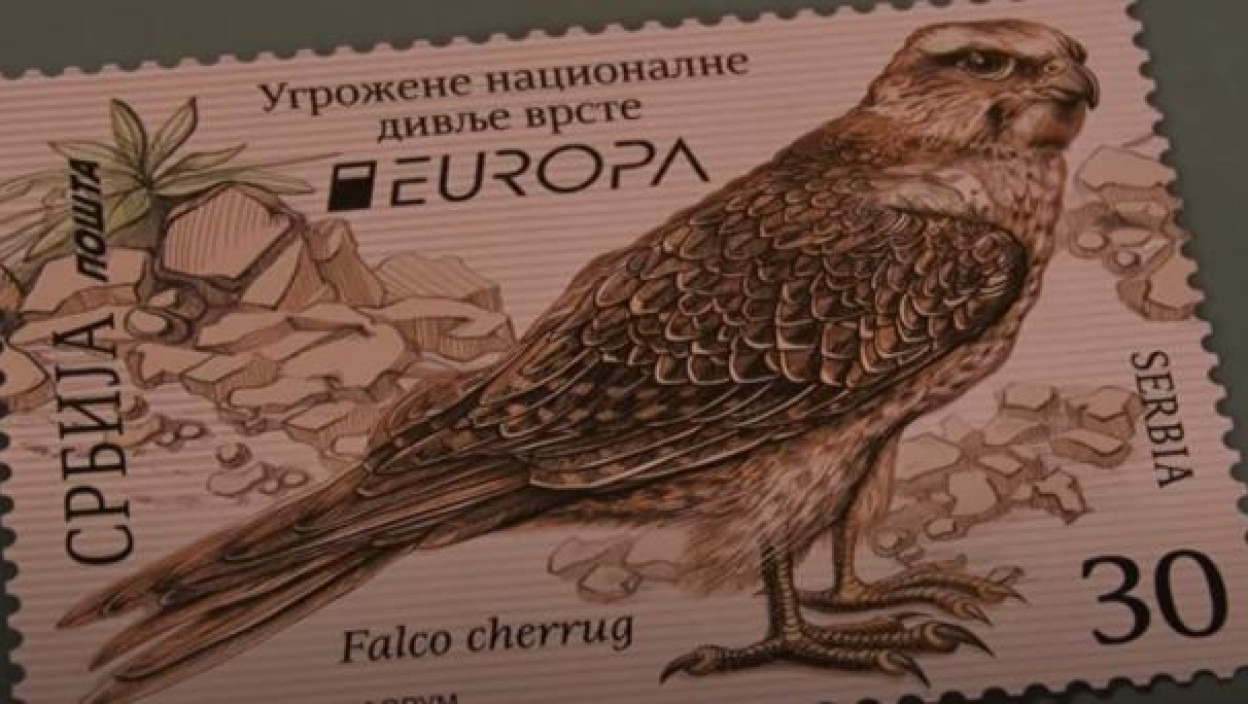 Угрожене националне
дивље врсте
EUROPA
ПОШТА
СРБИЈА
SERBIA
30
Falco cherrug